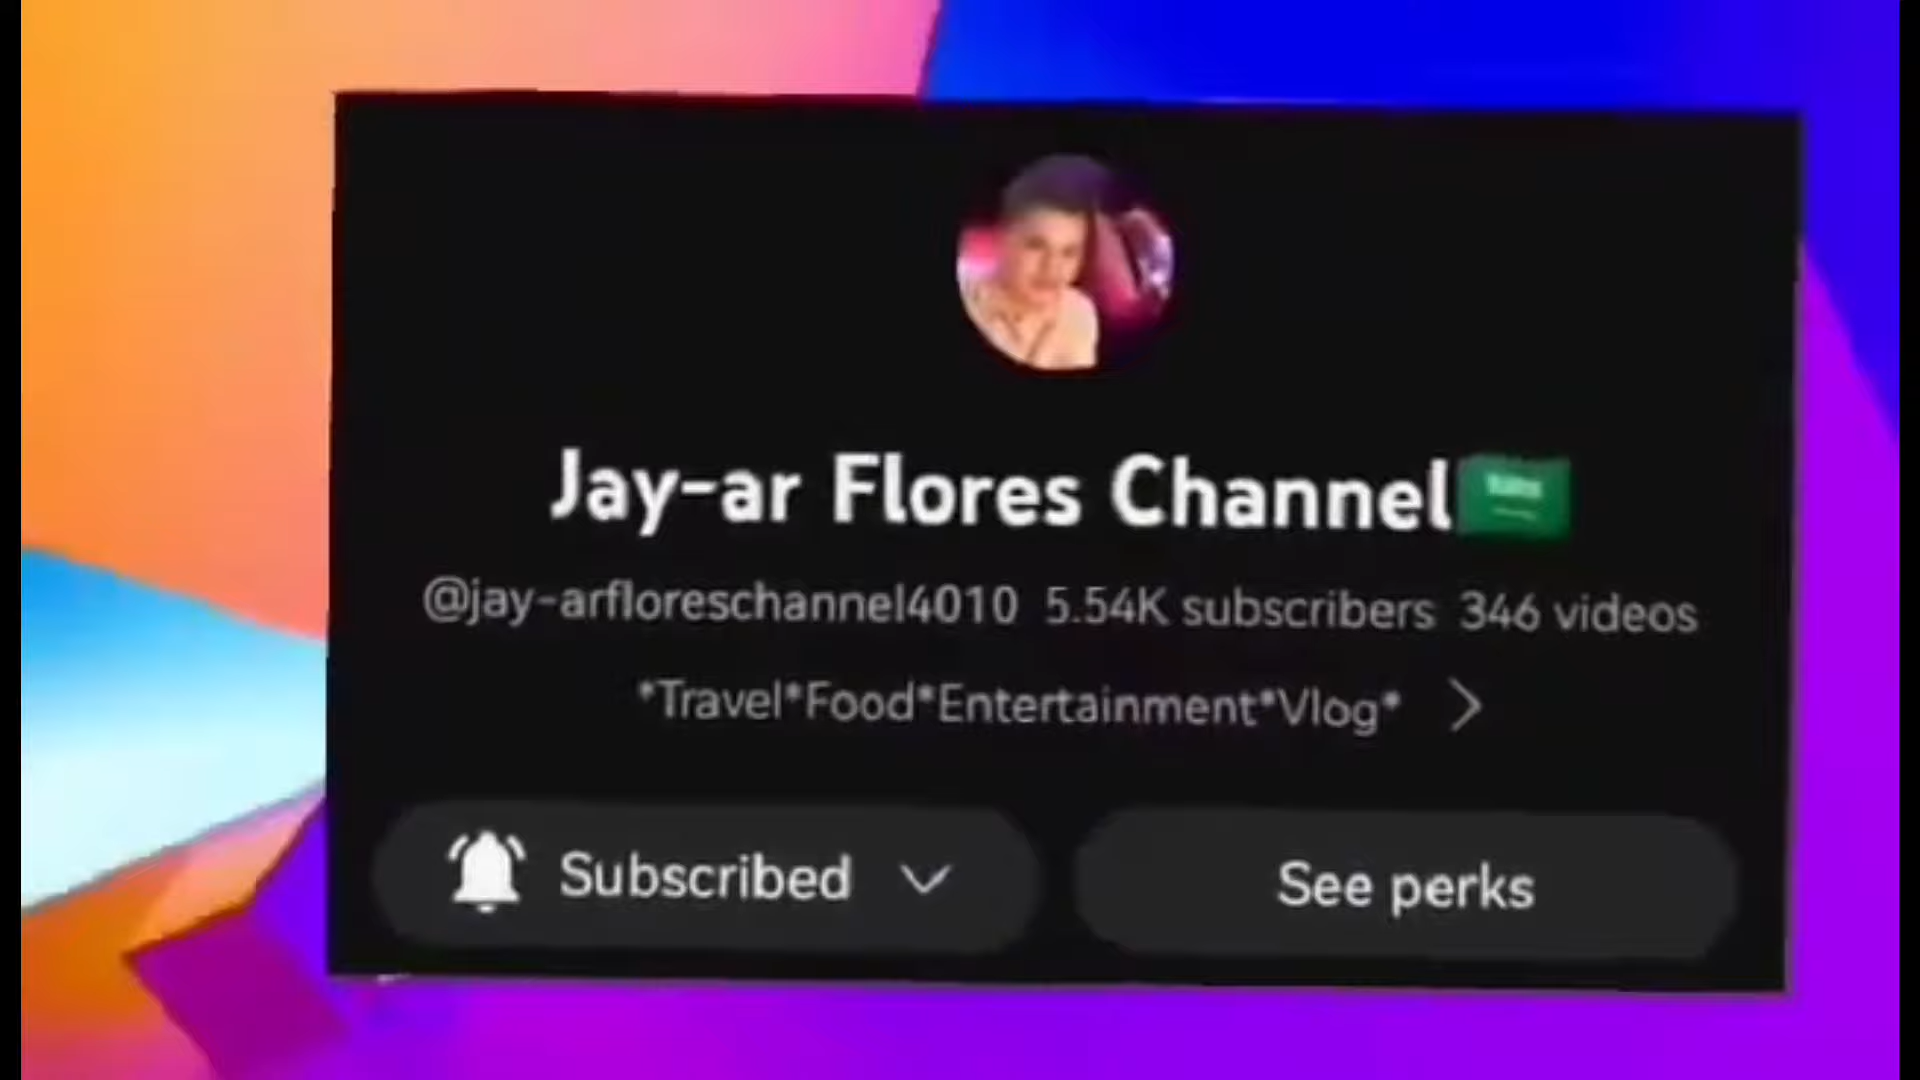 Jay-ar Flores Channel🇸🇦
@jay-arfloreschannel4010 5.54K subscribers 346 videos
*Travel*Food*Entertainment*Vlog* >
Subscribed
See perks